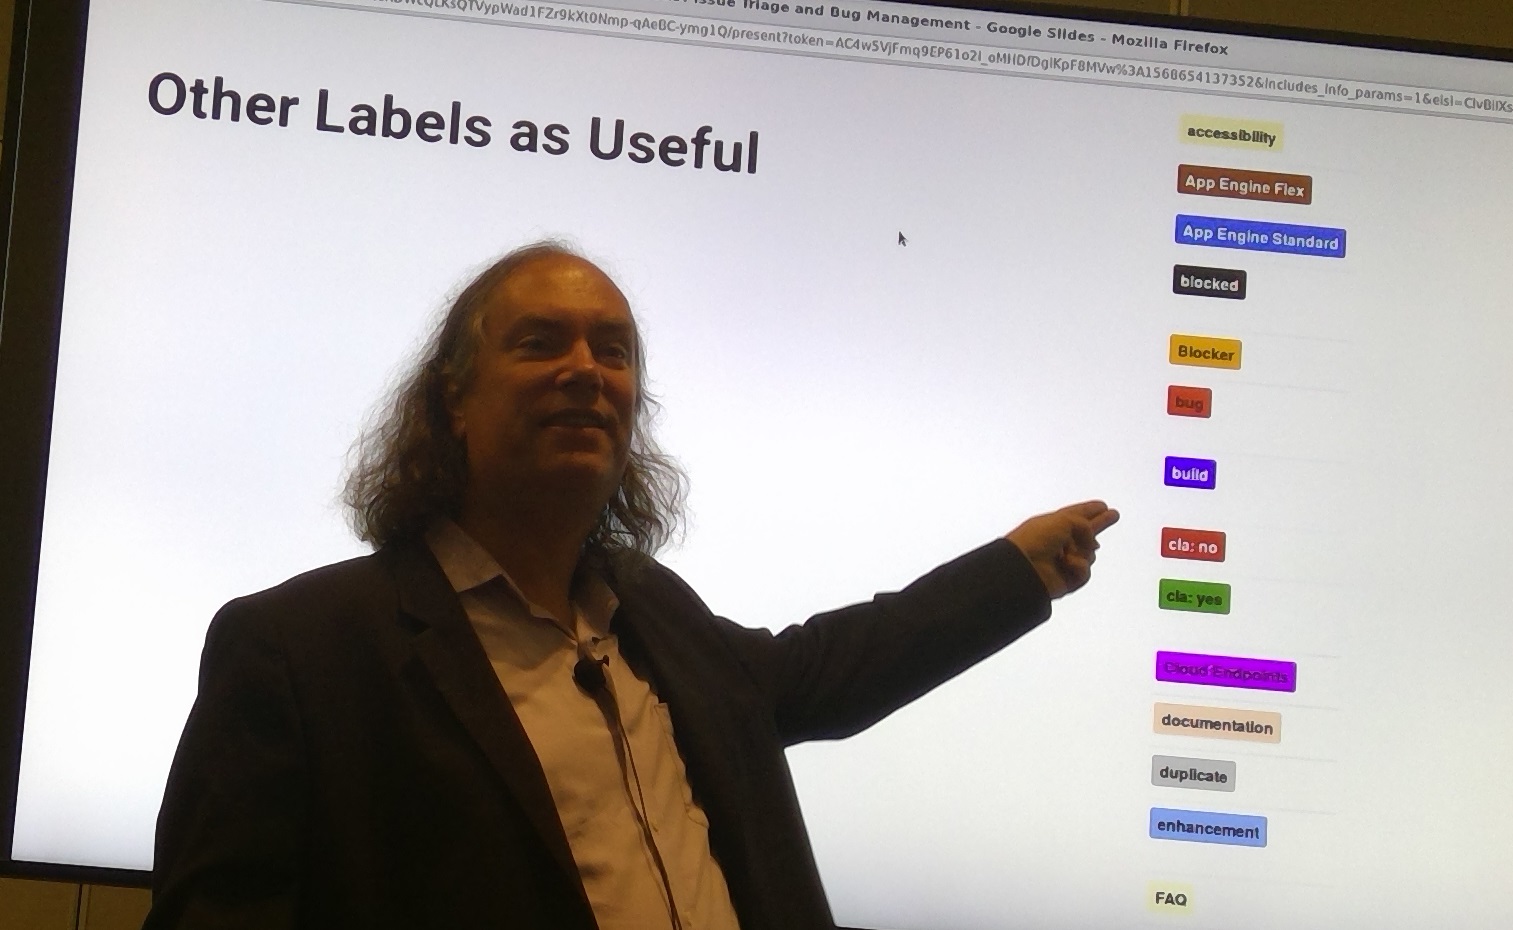 Triage and Bug Management - Google Slides - Mozilla Firefox
Other Labels as Useful
accessibility
App Engine Flex
App Engine Standard
blocked
Blocker
bug
build
cla: no
cla: yes
Cloud Endpoints
documentation
duplicate
enhancement
FAQ